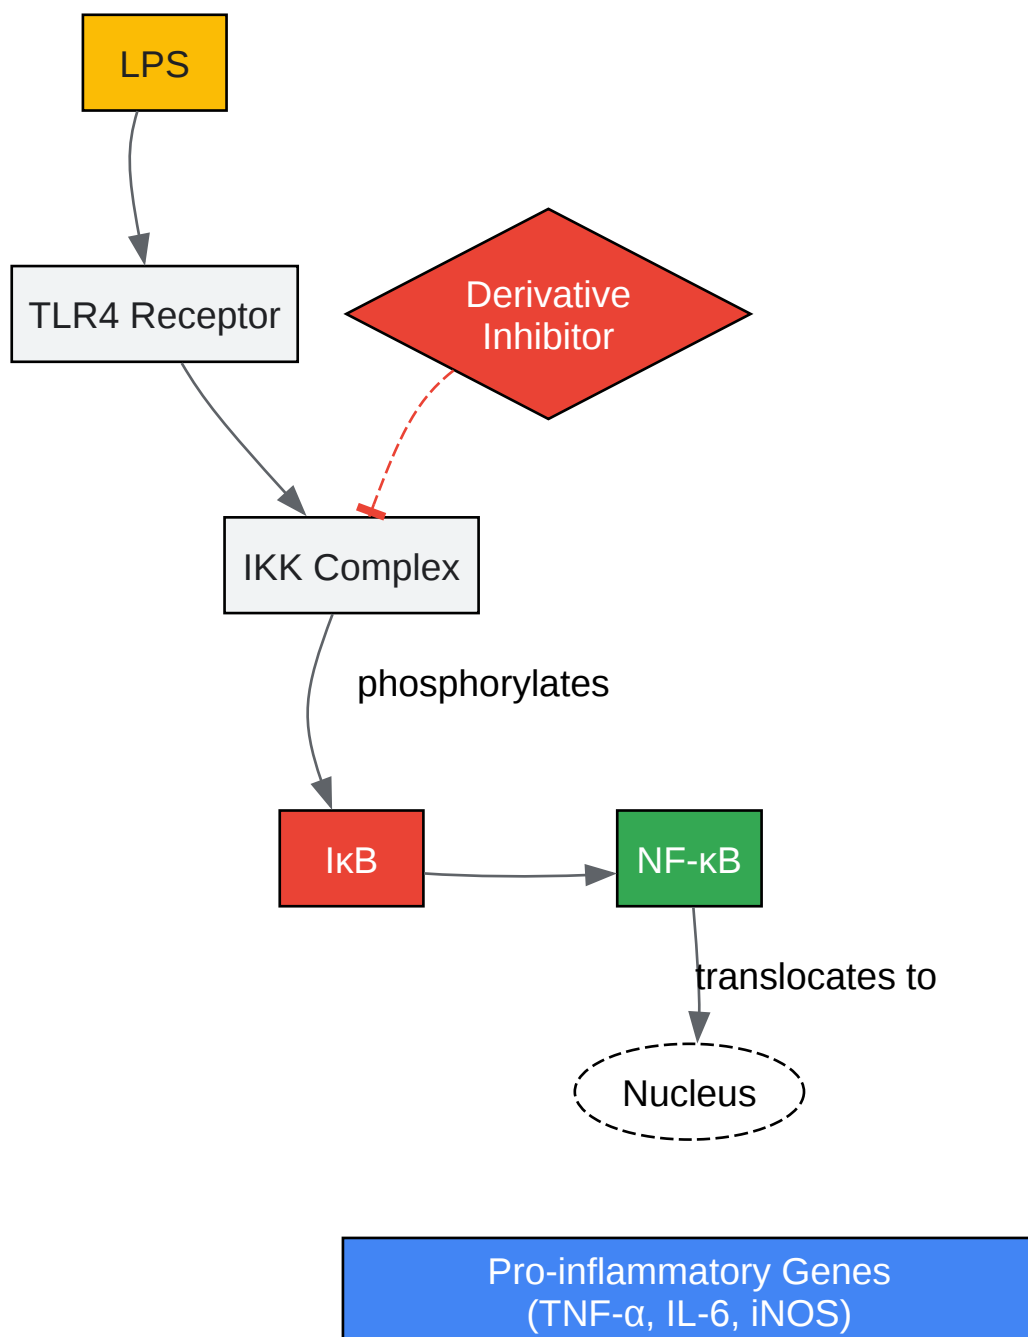 LPS
TLR4 Receptor
Derivative
Inhibitor
IKK Complex
phosphorylates
IκB
NF-κB
translocates to
Nucleus
Pro-inflammatory Genes
(TNF-α, IL-6, iNOS)